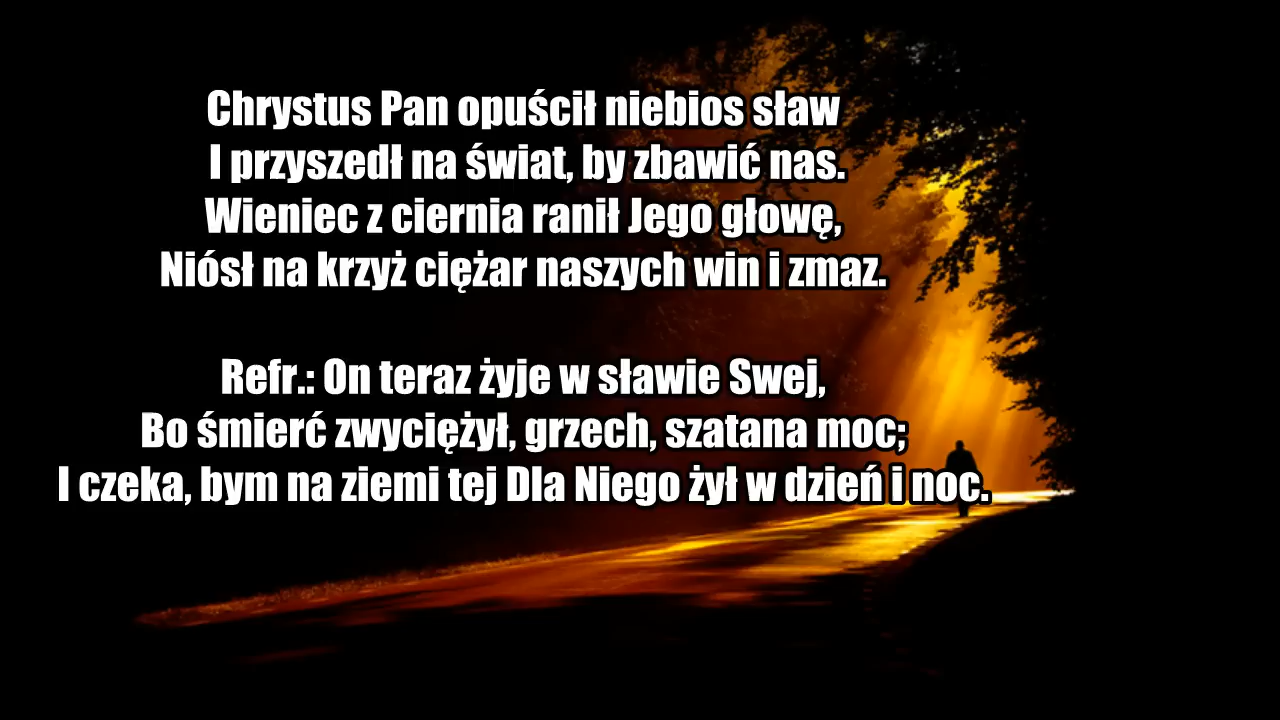 Chrystus Pan opuścił niebios sław
I przyszedł na świat, by zbawić nas.
Wieniec z ciernia ranił Jego głowę,
Niósł na krzyż ciężar naszych win i zmaz.
Refr.: On teraz żyje w sławie Swej,
Bo śmierć zwyciężył, grzech, szatana moc;
I czeka, bym na ziemi tej Dla Niego żył w dzień i noc.